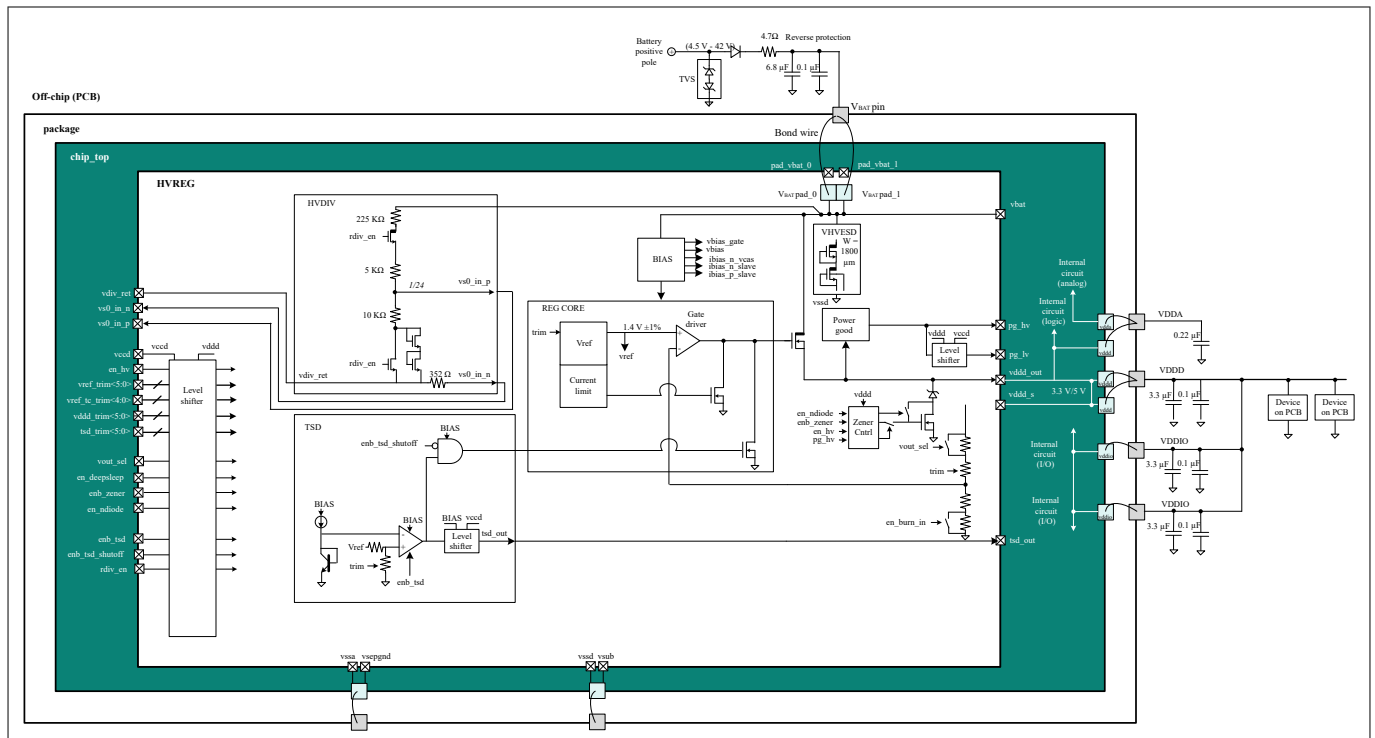 Battery
positive
pole
(4.5 V - 42 V)
4.7Ω
Reverse protection
TVS
6.8 µF
0.1 µF
Off-chip (PCB)
VBAT pin
package
Bond wire
chip_top
pad_vbat_0
pad_vbat_1
HVREG
VBAT pad_0
VBAT pad_1
HVDIV
225 KΩ
rdiv_en
5 KΩ
1/24
vs0_in_p
10 KΩ
rdiv_en
vdiv_ret
352 Ω
vs0_in_n
BIAS
vbias_gate
vbias
ibias_n_vcas
ibias_n_slave
ibias_p_slave
VHVESD
W =
1800
µm
vssd
vbat
REG CORE
trim
Vref
1.4 V ±1%
vref
Gate
driver
+
-
Current
limit
Power
good
vddd
vccd
Level
shifter
pg_hv
pg_lv
vddd_out
vddd_s
3.3 V/5 V
vddd
en_ndiode
enb_zener
en_hv
pg_hv
Zener
Cntrl
vout_sel
trim
en_burn_in
tsd_out
TSD
BIAS
enb_tsd_shutoff
BIAS
BIAS
Vref
trim
-
+
enb_tsd
BIAS
vccd
Level
shifter
tsd_out
vdiv_ret
vs0_in_n
vs0_in_p
vccd
en_hv
vref_trim<5:0>
vref_tc_trim<4:0>
vddd_trim<5:0>
tsd_trim<5:0>
vout_sel
en_deepsleep
enb_zener
en_ndiode
enb_tsd
enb_tsd_shutoff
rdiv_en
vccd
vddd
Level
shifter
Internal
circuit
(analog)
Internal
circuit
(logic)
Internal
circuit
(I/O)
Internal
circuit
(I/O)
vdda
vddd
vddd
vddd
vddio
vddio
VDDA
0.22 µF
VDDD
3.3 µF
0.1 µF
Device
on PCB
Device
on PCB
VDDIO
3.3 µF
0.1 µF
VDDIO
3.3 µF
0.1 µF
vssa
vsepgnd
vssd
vsub